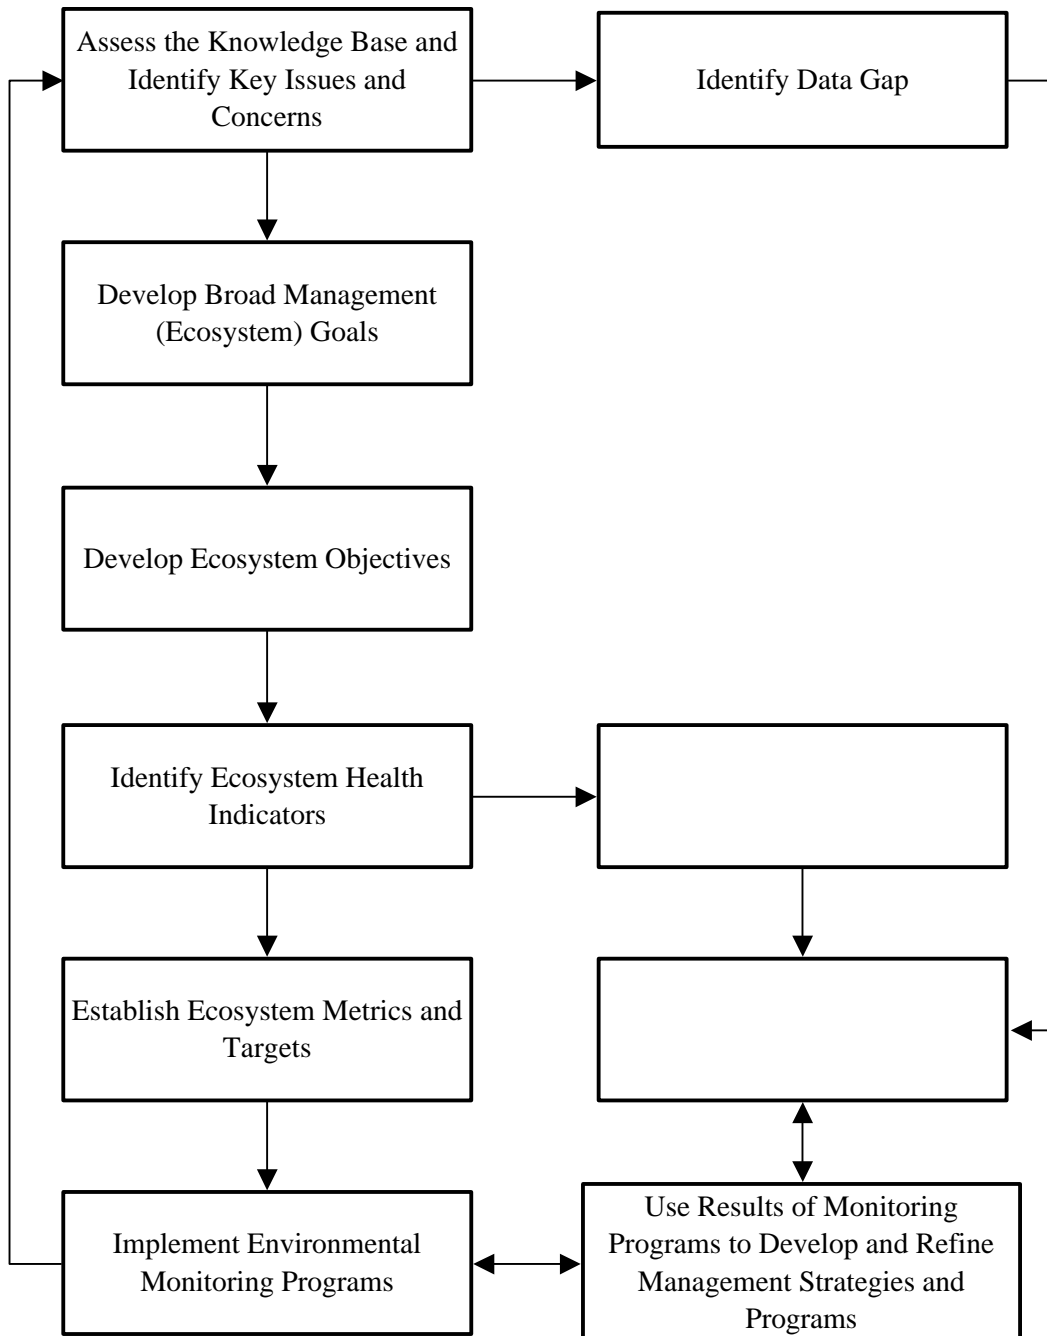 Assess the Knowledge Base and
Identify Key Issues and
Concerns
Identify Data Gap
Develop Broad Management
(Ecosystem) Goals
Develop Ecosystem Objectives
Identify Ecosystem Health
Indicators
Establish Ecosystem Metrics and
Targets
Implement Environmental
Monitoring Programs
Use Results of Monitoring
Programs to Develop and Refine
Management Strategies and
Programs